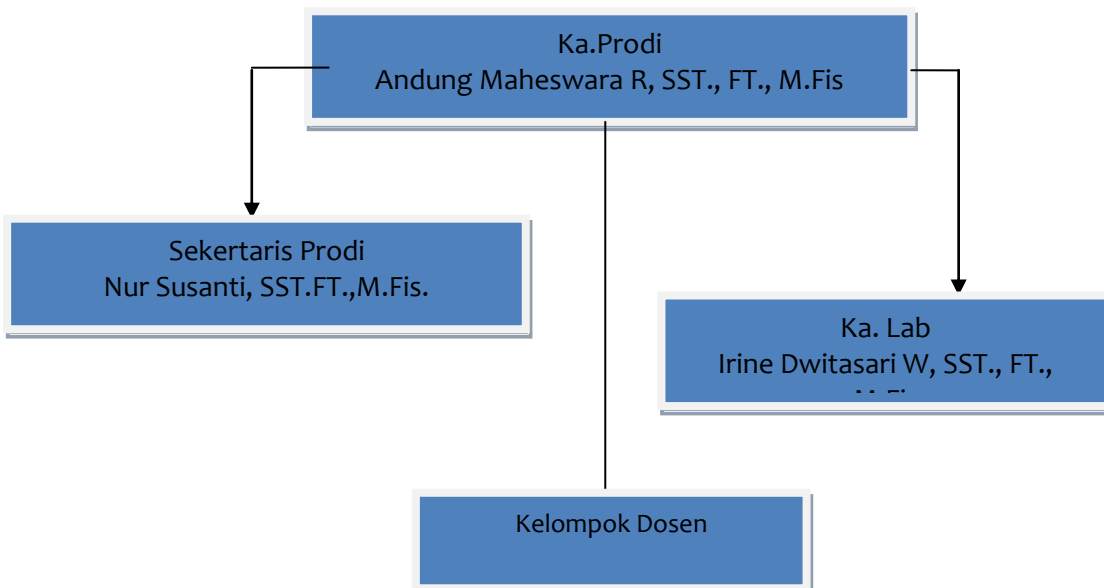 Ka.Prodi
Andung Maheswara R, SST., FT., M.Fis
Sekertaris Prodi
Nur Susanti, SST.FT.,M.Fis.
Ka. Lab
Irine Dwitasari W, SST., FT.,
Kelompok Dosen